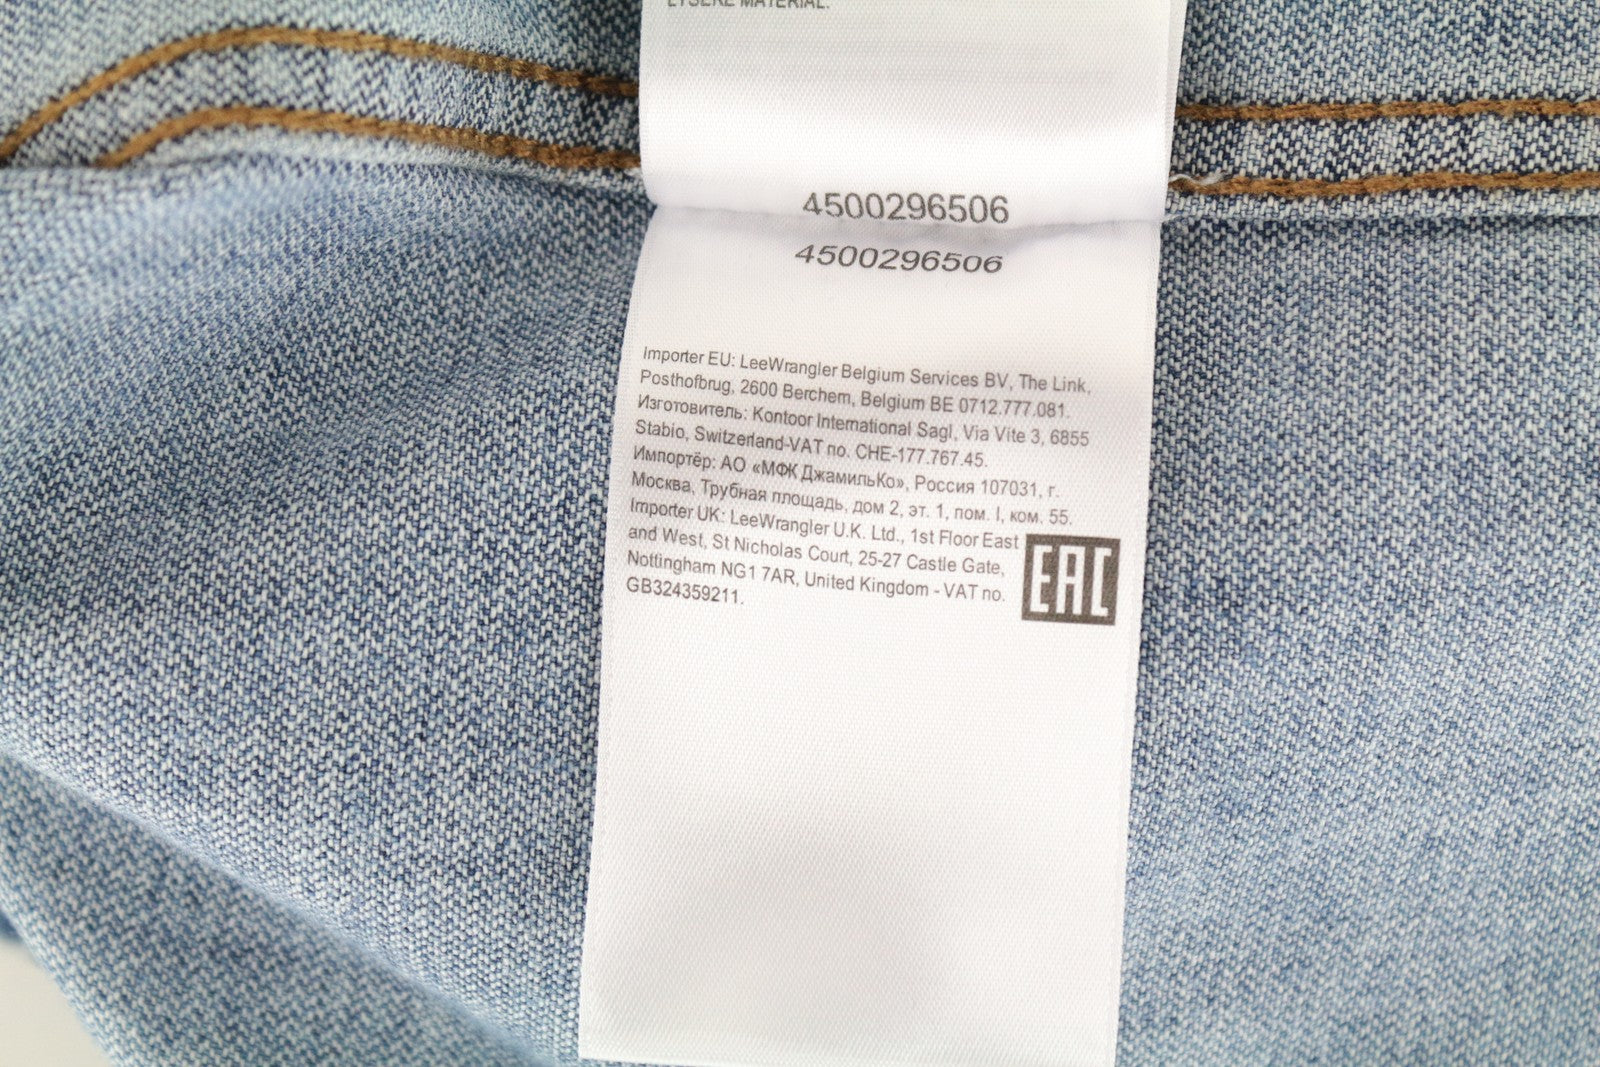 LYSERE MATERIAL.
4500296506
4500296506
Importer EU: LeeWrangler Belgium Services BV, The Link,
Posthofbrug, 2600 Berchem, Belgium BE 0712.777.081.
Изготовитель: Kontoor International Sagl, Via Vite 3, 6855
Stabio, Switzerland-VAT no. CHE-177.767.45.
Импортёр: АО «МФК ДжамильКо», Россия 107031, г.
Москва, Трубная площадь, дом 2, эт. 1, пом. I, ком. 55.
Importer UK: LeeWrangler U.K. Ltd., 1st Floor East
and West, St Nicholas Court, 25-27 Castle Gate,
Nottingham NG1 7AR, United Kingdom - VAT no.
GB324359211.
EAC